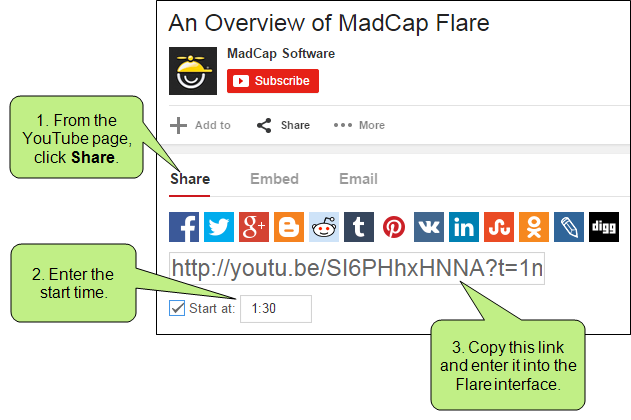 An Overview of MadCap Flare
MadCap Software
Subscribe
Add to
Share
More
1. From the
YouTube page,
click Share.
Share
Embed
Email
f
g+
t
in
digg
http://youtu.be/SI6PHhxHNNA?t=1n
2. Enter the
start time.
Start at:
1:30
3. Copy this link
and enter it into the
Flare interface.